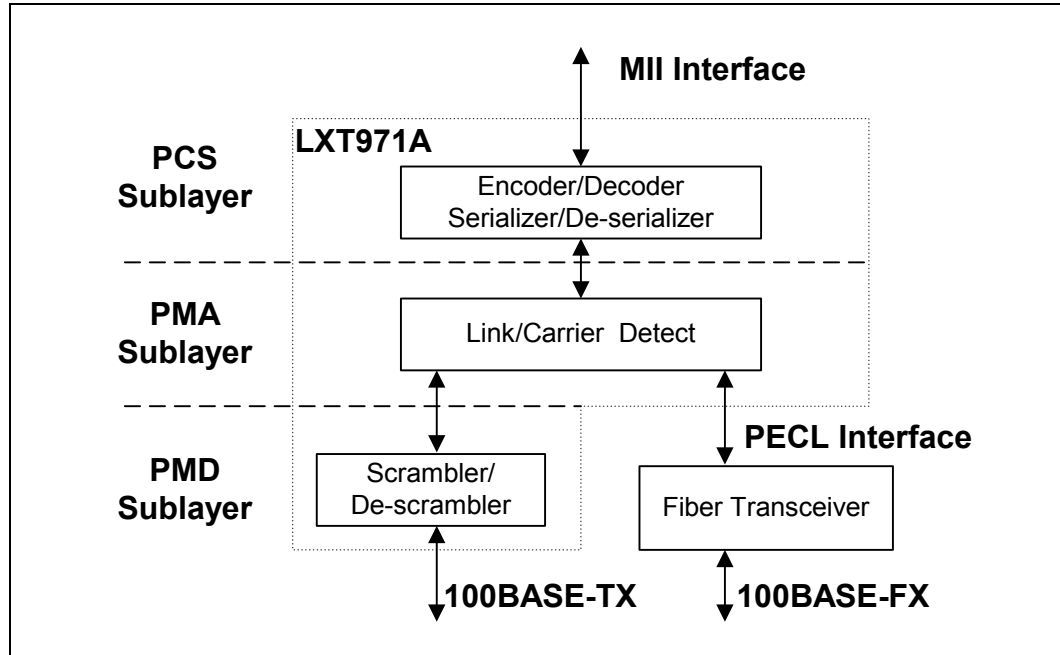 MII Interface
LXT971A
PCS
Sublayer
Encoder/Decoder
Serializer/De-serializer
PMA
Sublayer
Link/Carrier Detect
PECL Interface
PMD
Sublayer
Scrambler/
De-scrambler
Fiber Transceiver
100BASE-TX
100BASE-FX